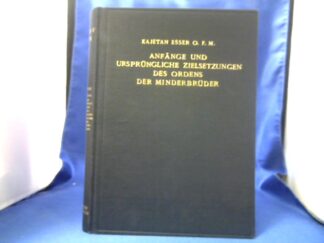 KAJETAN ESSER O. F. M.
ANFÄNGE UND
URSPRÜNGLICHE ZIELSETZUNGEN
DES ORDENS
DER MINDERBRÜDER